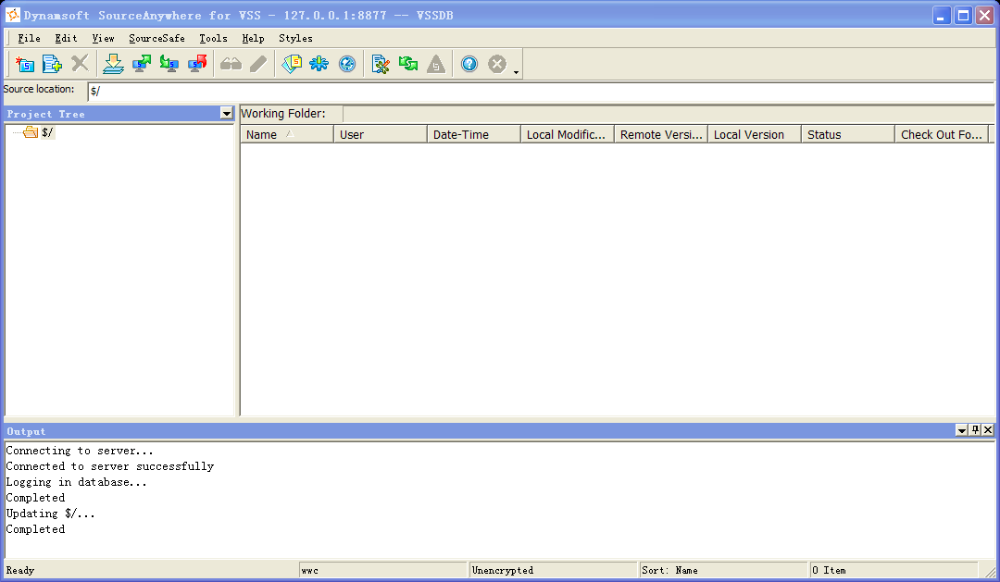 Dynamsoft SourceAnywhere for VSS - 127.0.0.1:8877 -- VSSDB
File Edit View SourceSafe Tools Help Styles
Source location: $/
Project Tree
$/
Working Folder:
Name User Date-Time Local Modific... Remote Versi... Local Version Status Check Out Fo...
Output
Connecting to server...
Connected to server successfully
Logging in database...
Completed
Updating $/...
Completed
Ready wwc Unencrypted Sort: Name 0 Item